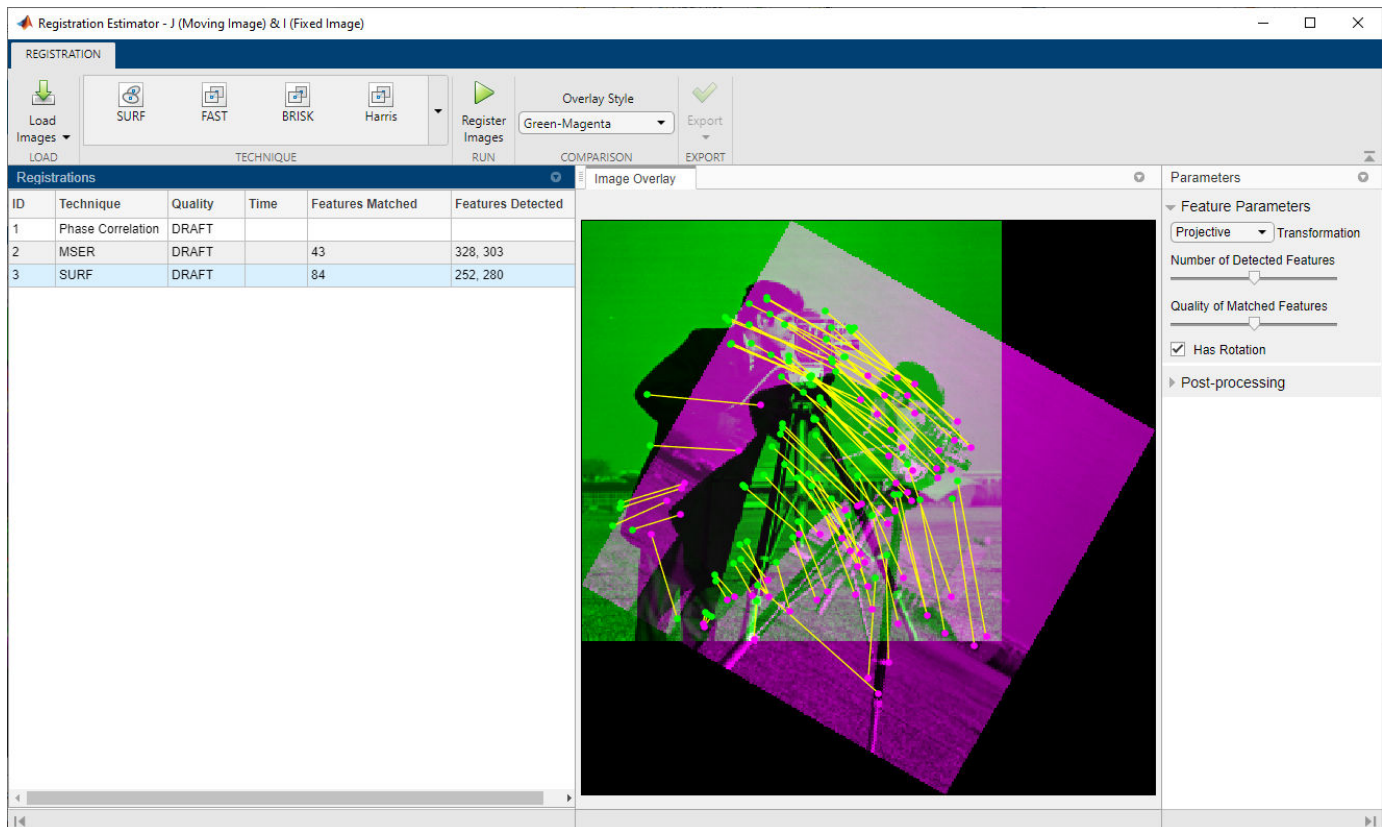 Registration Estimator - J (Moving Image) & I (Fixed Image)
REGISTRATION
Load
Images
SURF
FAST
BRISK
Harris
Register
Images
Overlay Style
Green-Magenta
Export
LOAD
TECHNIQUE
RUN
COMPARISON
EXPORT
Registrations
Image Overlay
Parameters
ID Technique Quality Time Features Matched Features Detected
1 Phase Correlation DRAFT
2 MSER DRAFT 43 328, 303
3 SURF DRAFT 84 252, 280
Feature Parameters
Projective Transformation
Number of Detected Features
Quality of Matched Features
Has Rotation
Post-processing